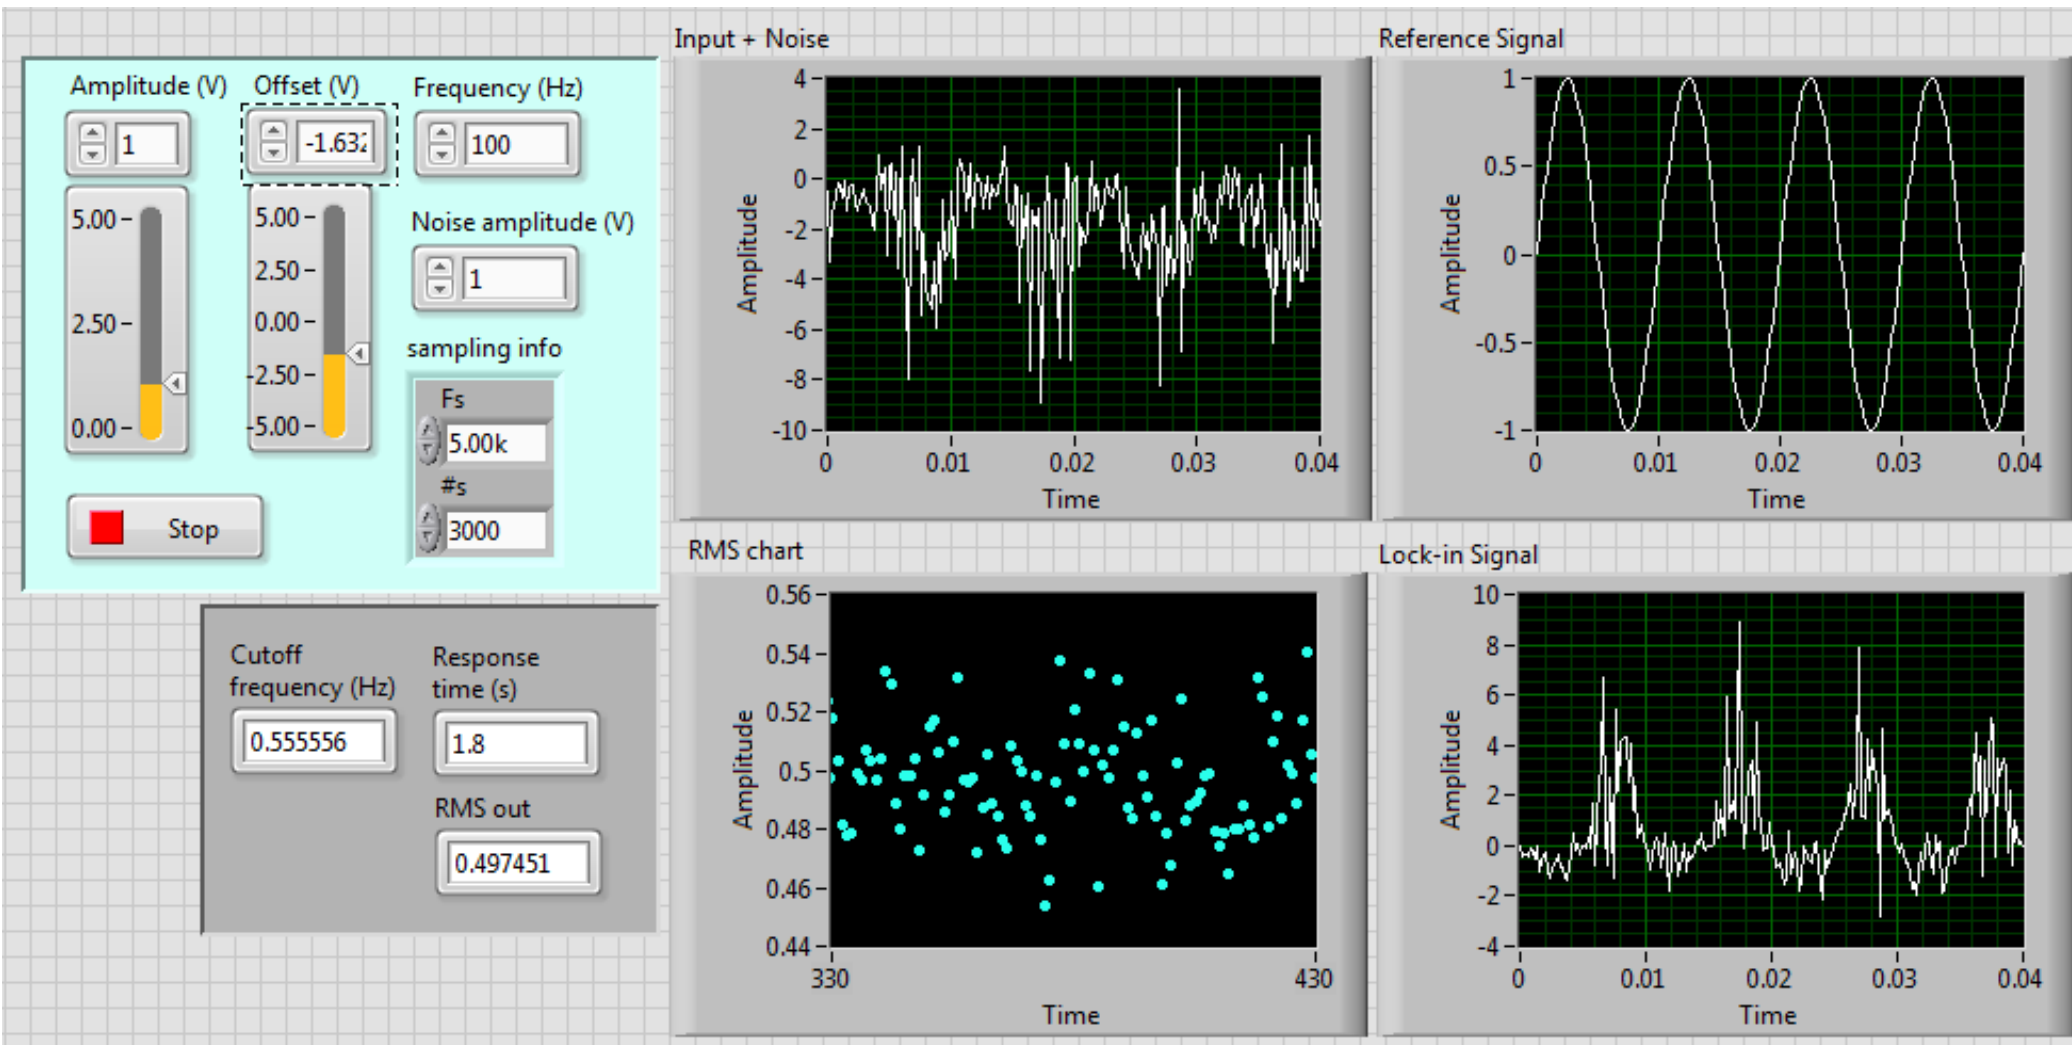 Amplitude (V) Offset (V) Frequency (Hz)
1 -1.632 100
5.00
2.50
0.00
5.00
2.50
0.00
-2.50
-5.00
Noise amplitude (V)
1
sampling info
Fs
5.00k
#s
3000
Stop
Cutoff
frequency (Hz)
0.555556
Response
time (s)
1.8
RMS out
0.497451
Input + Noise
Amplitude
4
2
0
-2
-4
-6
-8
-10
0 0.01 0.02 0.03 0.04
Time
Reference Signal
Amplitude
1
0.5
0
-0.5
-1
0 0.01 0.02 0.03 0.04
Time
RMS chart
Amplitude
0.56
0.54
0.52
0.5
0.48
0.46
0.44
330 430
Time
Lock-in Signal
Amplitude
10
8
6
4
2
0
-2
-4
0 0.01 0.02 0.03 0.04
Time